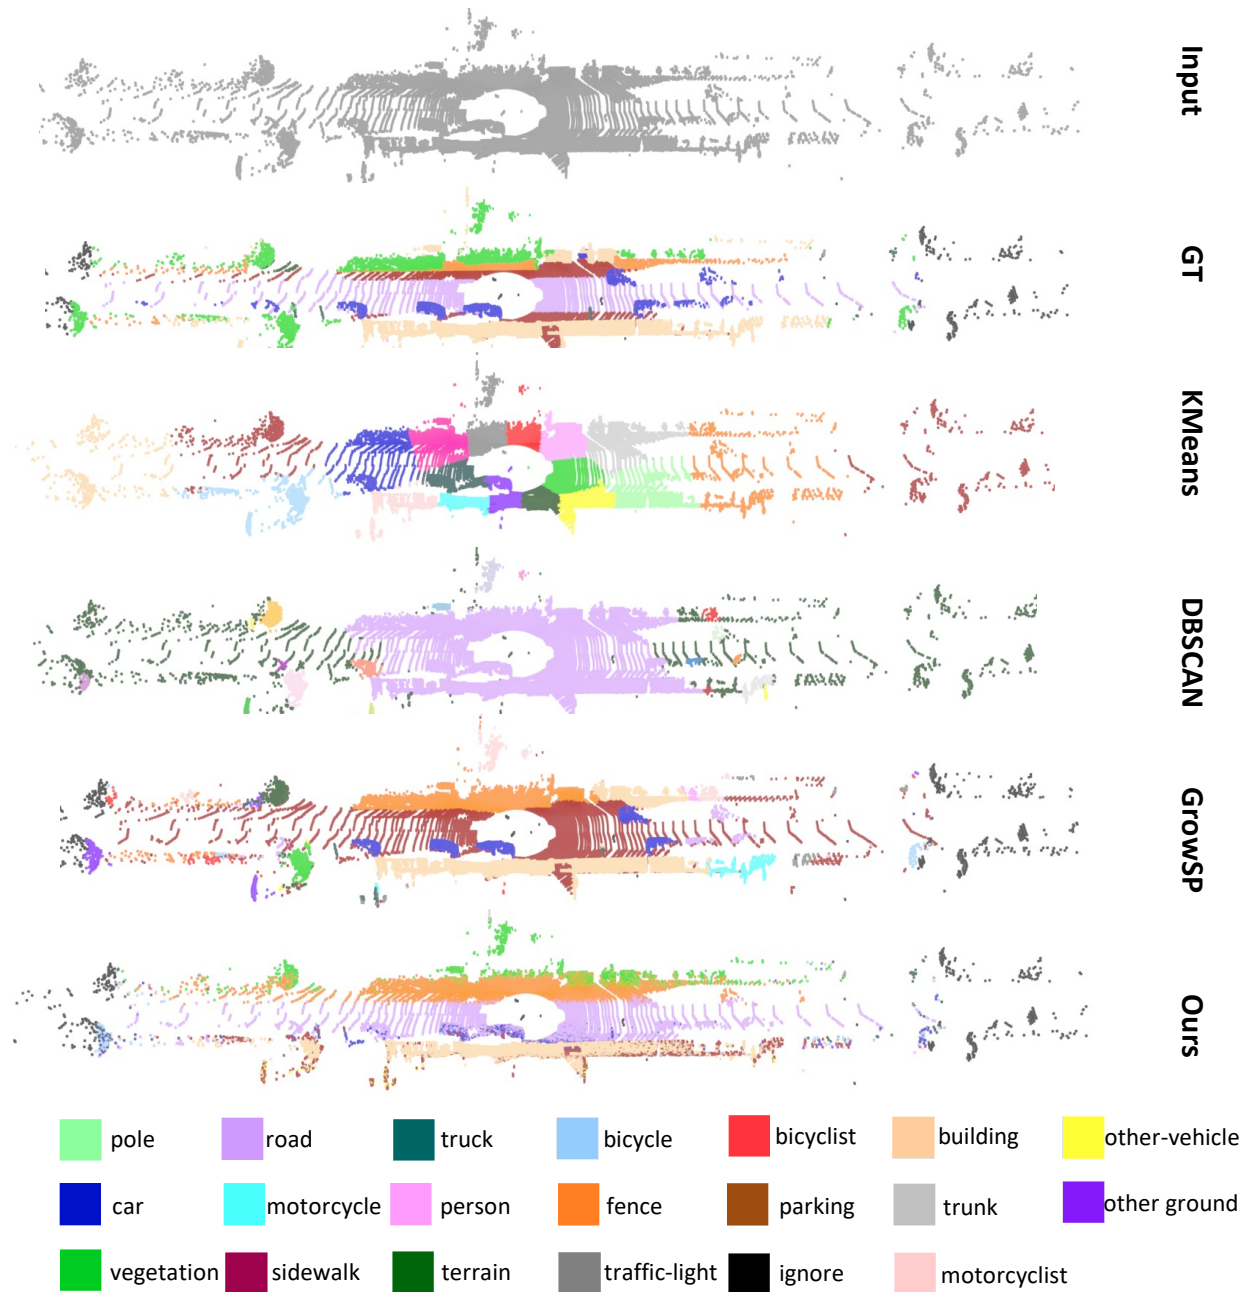 Input
GT
KMeans
DBSCAN
GrowSP
Ours
pole road truck bicycle bicyclist building other-vehicle
car motorcycle person fence parking trunk other ground
vegetation sidewalk terrain traffic-light ignore motorcyclist